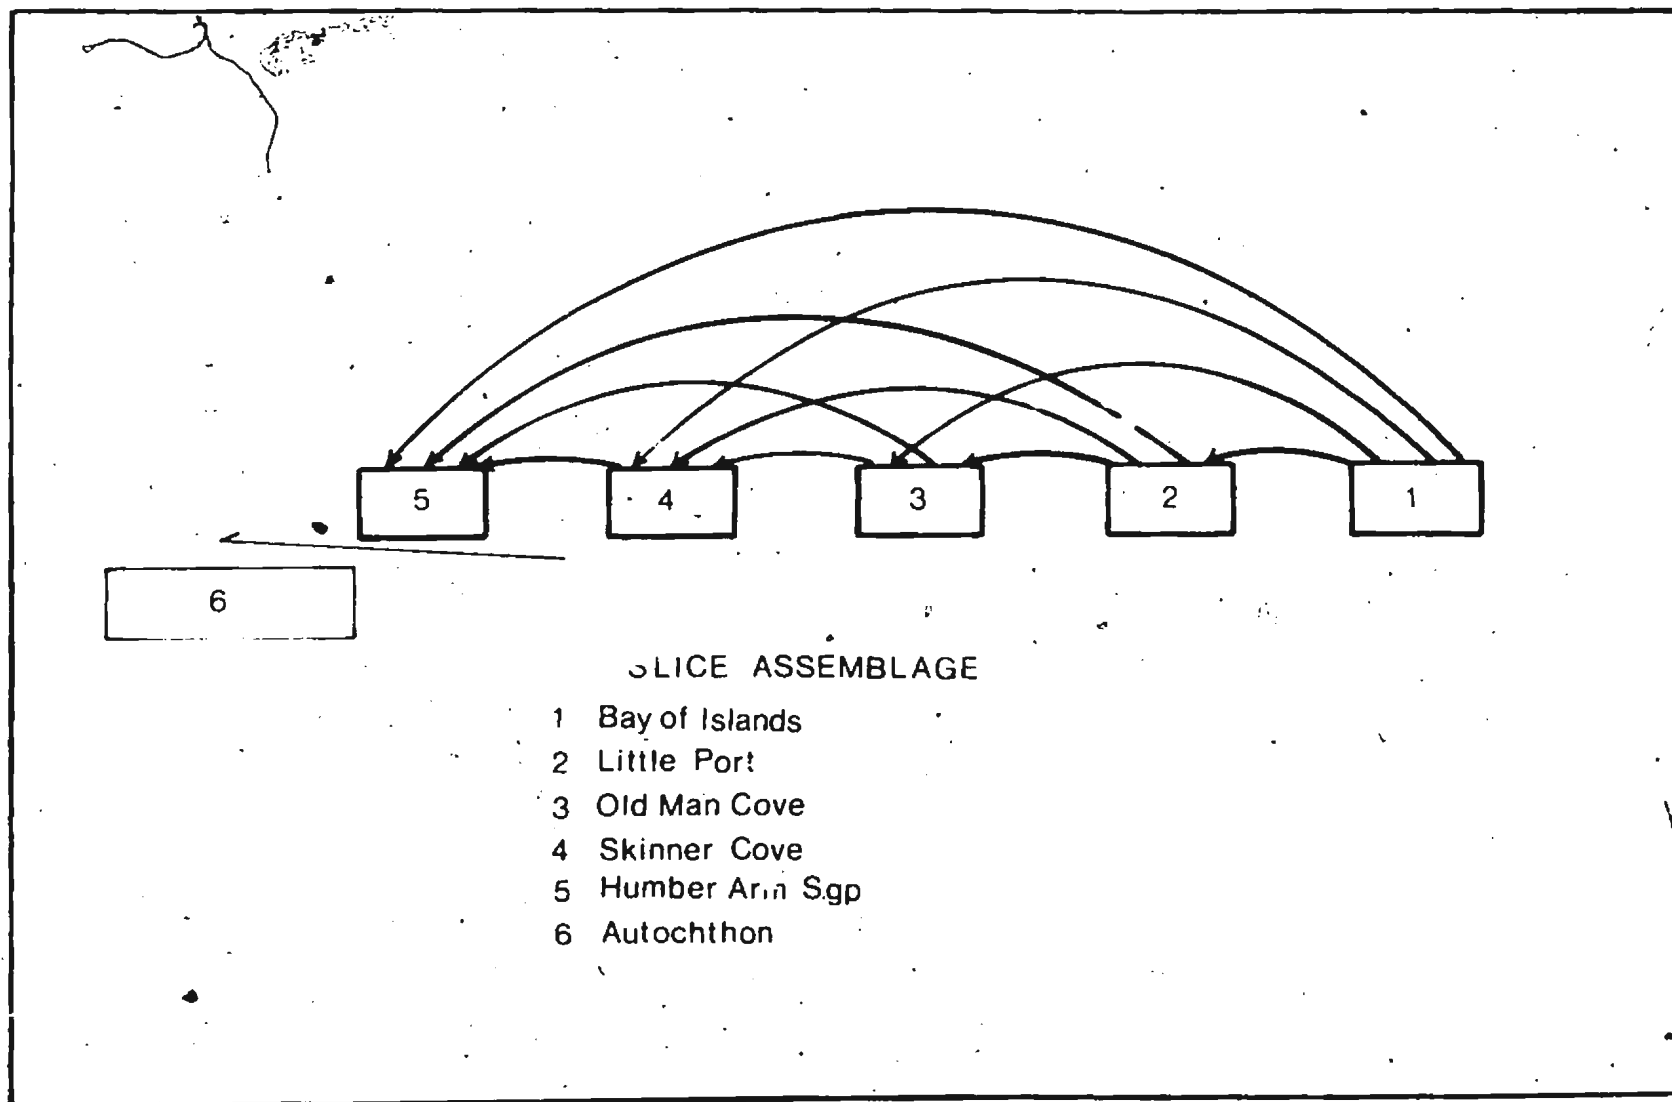 5 4 3 2 1
6
SLICE ASSEMBLAGE
1 Bay of Islands
2 Little Port
3 Old Man Cove
4 Skinner Cove
5 Humber Arm Sgp
6 Autochthon